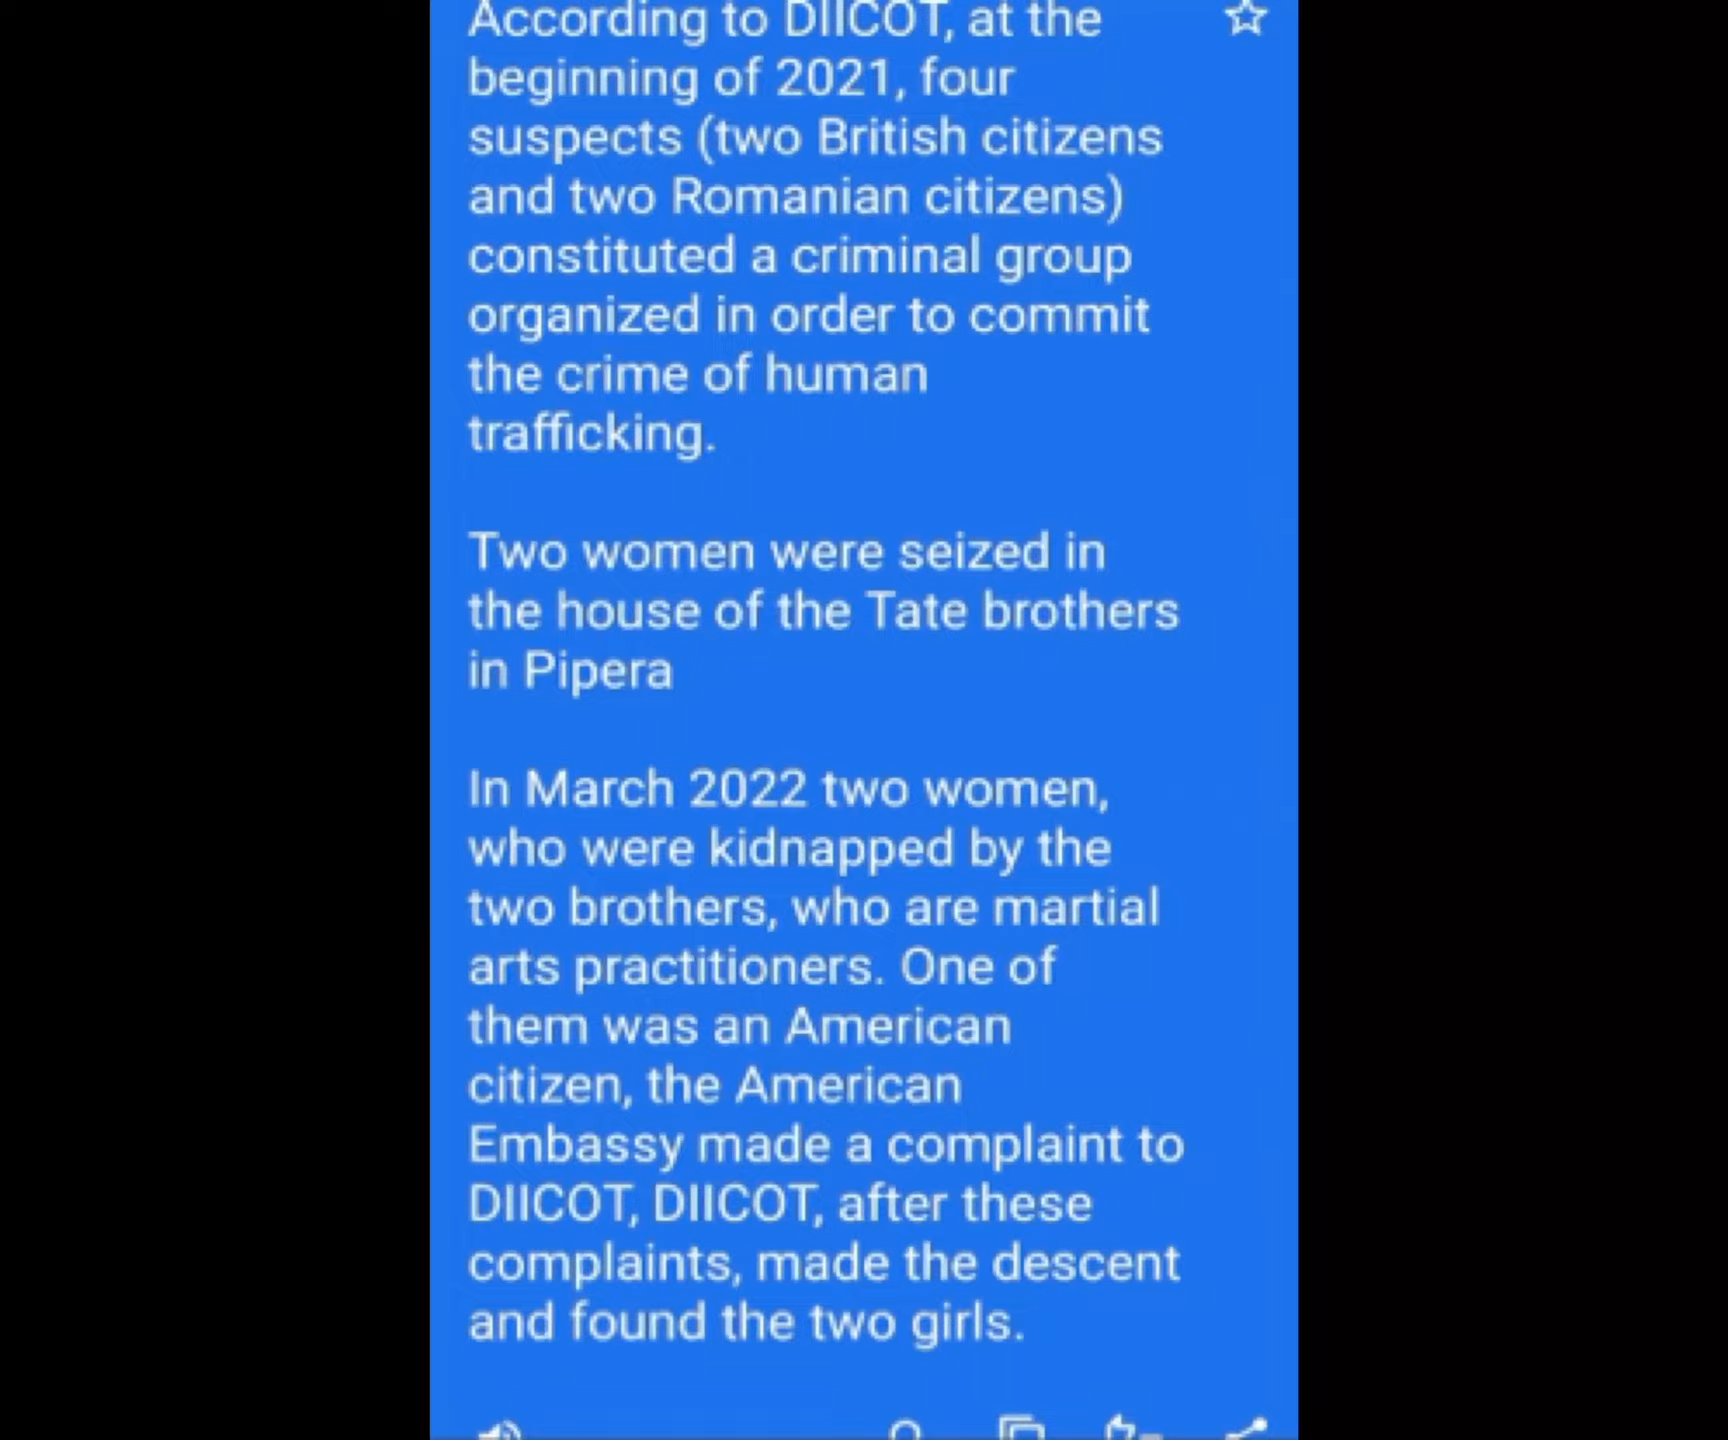 According to DIICOT, at the
beginning of 2021, four
suspects (two British citizens
and two Romanian citizens)
constituted a criminal group
organized in order to commit
the crime of human
trafficking.
Two women were seized in
the house of the Tate brothers
in Pipera
In March 2022 two women,
who were kidnapped by the
two brothers, who are martial
arts practitioners. One of
them was an American
citizen, the American
Embassy made a complaint to
DIICOT, DIICOT, after these
complaints, made the descent
and found the two girls.